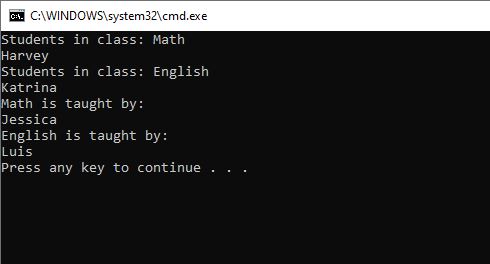 C:\WINDOWS\system32\cmd.exe
Students in class: Math
Harvey
Students in class: English
Katrina
Math is taught by:
Jessica
English is taught by:
Luis
Press any key to continue . . .